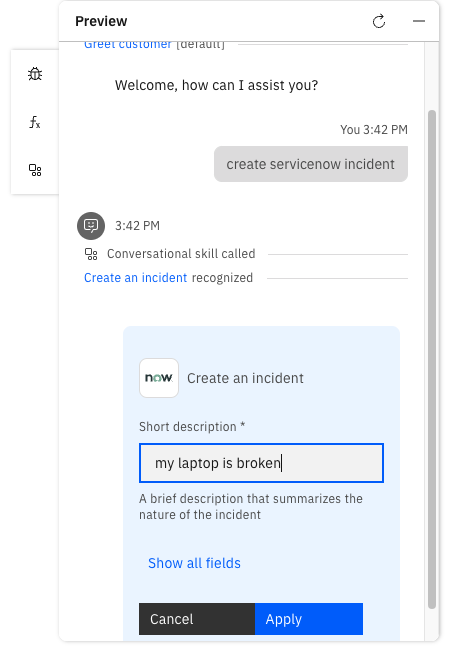 Preview
Greet customer [default]
Welcome, how can I assist you?
You 3:42 PM
create servicenow incident
3:42 PM
Conversational skill called
Create an incident recognized
now
Create an incident
Short description *
my laptop is broken
A brief description that summarizes the
nature of the incident
Show all fields
Cancel
Apply
fx